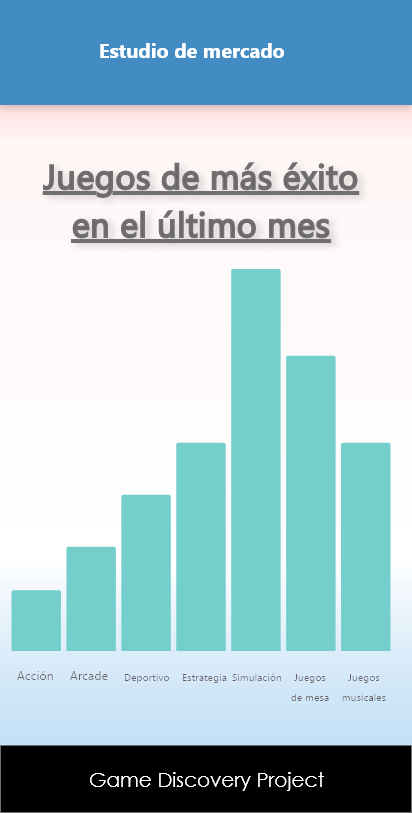 Estudio de mercado
Juegos de más éxito
en el último mes
Acción Arcade Deportivo Estrategía Simulación Juegos de mesa Juegos musicales
Game Discovery Project